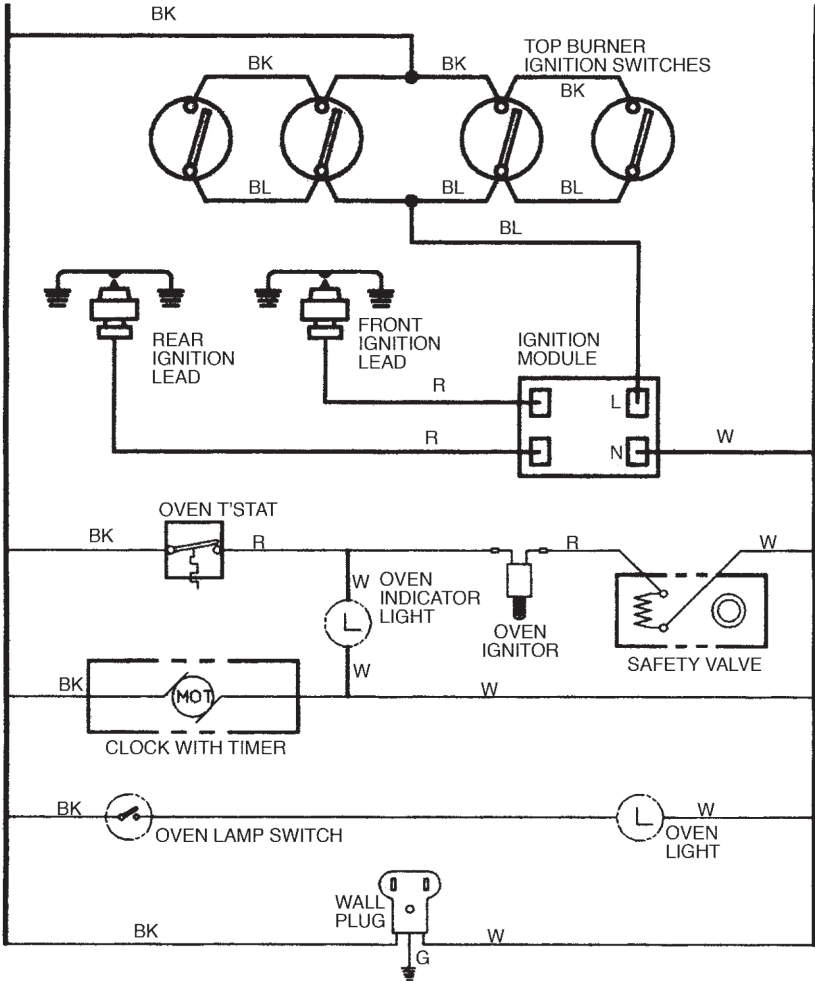 BK
TOP BURNER
IGNITION SWITCHES
BK
BK
BK
BL
BL
BL
BL
REAR
IGNITION
LEAD
FRONT
IGNITION
LEAD
IGNITION
MODULE
R
L
R
N
W
OVEN T'STAT
BK
R
R
W
W
OVEN
INDICATOR
LIGHT
OVEN
IGNITOR
SAFETY VALVE
W
BK
MOT
W
CLOCK WITH TIMER
BK
W
OVEN LAMP SWITCH
OVEN
LIGHT
WALL
PLUG
BK
W
G